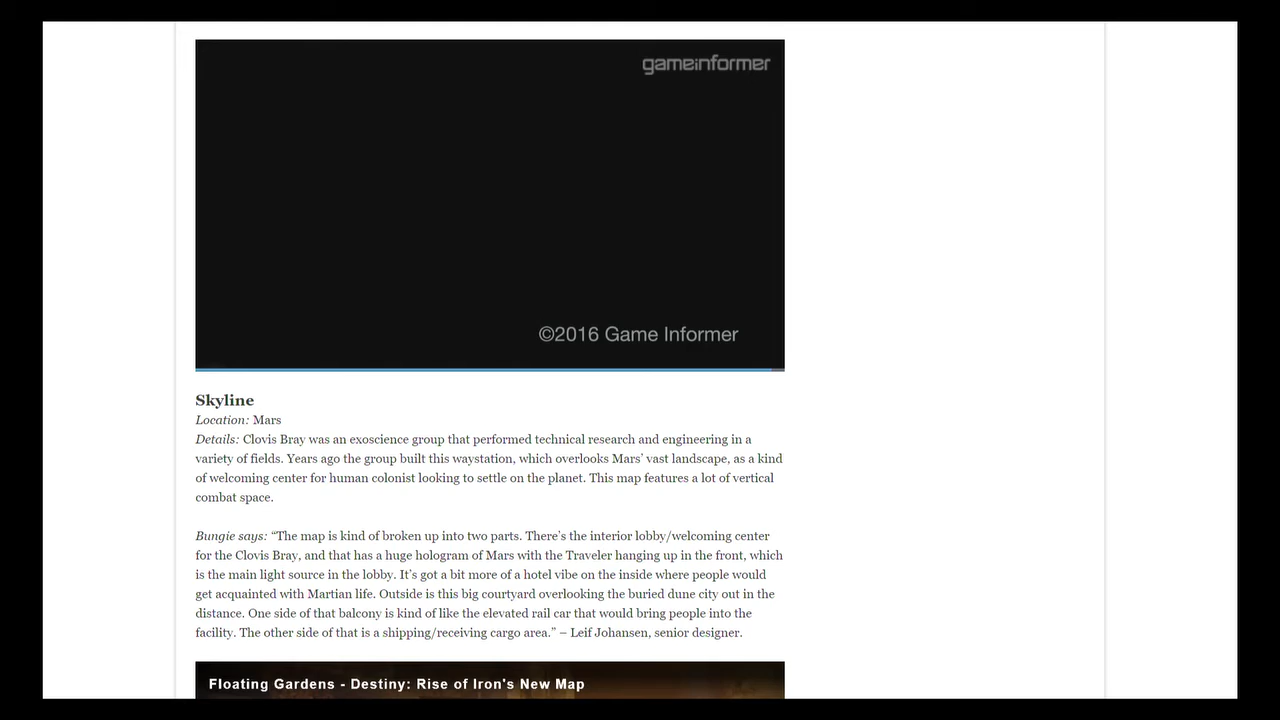 gameinformer
©2016 Game Informer
Skyline
Location: Mars
Details: Clovis Bray was an exoscience group that performed technical research and engineering in a
variety of fields. Years ago the group built this waystation, which overlooks Mars’ vast landscape, as a kind
of welcoming center for human colonist looking to settle on the planet. This map features a lot of vertical
combat space.
Bungie says: “The map is kind of broken up into two parts. There’s the interior lobby/welcoming center
for the Clovis Bray, and that has a huge hologram of Mars with the Traveler hanging up in the front, which
is the main light source in the lobby. It’s got a bit more of a hotel vibe on the inside where people would
get acquainted with Martian life. Outside is this big courtyard overlooking the buried dune city out in the
distance. One side of that balcony is kind of like the elevated rail car that would bring people into the
facility. The other side of that is a shipping/receiving cargo area.” – Leif Johansen, senior designer.
Floating Gardens - Destiny: Rise of Iron's New Map